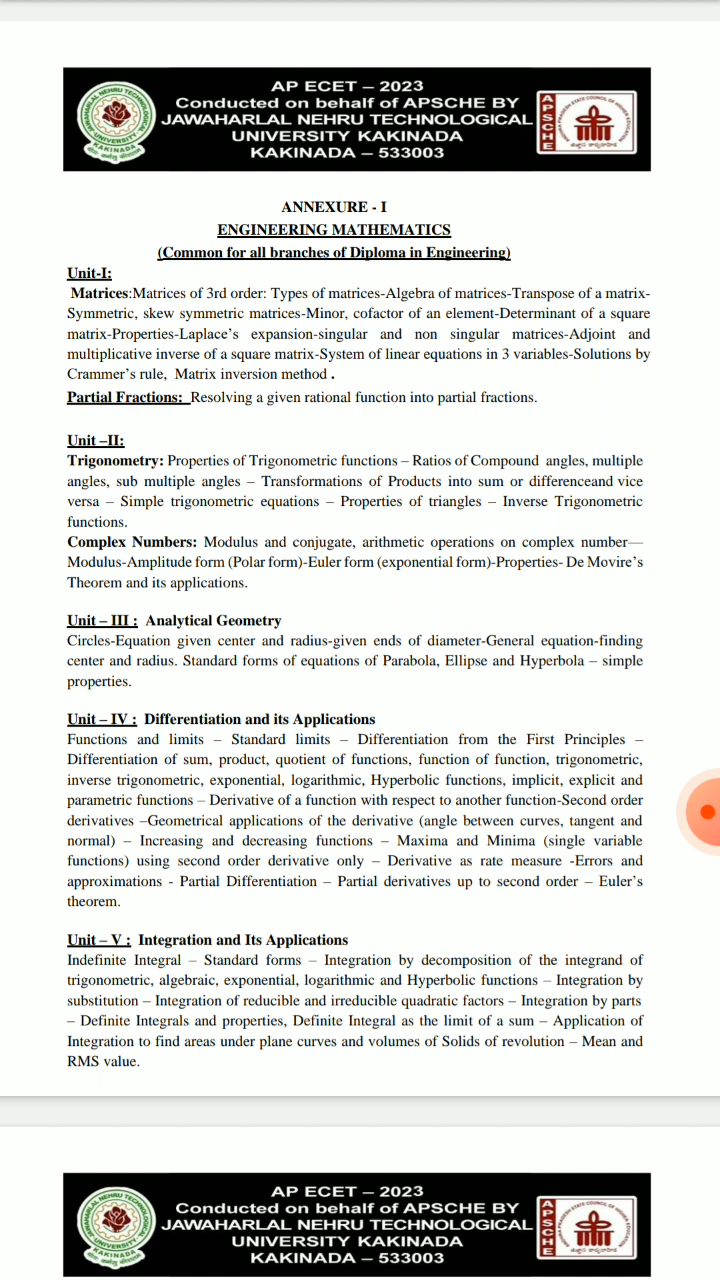 AP ECET – 2023
Conducted on behalf of APSCHE BY
JAWAHARLAL NEHRU TECHNOLOGICAL
UNIVERSITY KAKINADA
KAKINADA – 533003
APSCHE
ANNEXURE - I
ENGINEERING MATHEMATICS
(Common for all branches of Diploma in Engineering)
Unit-I:
Matrices:Matrices of 3rd order: Types of matrices-Algebra of matrices-Transpose of a matrix-
Symmetric, skew symmetric matrices-Minor, cofactor of an element-Determinant of a square
matrix-Properties-Laplace’s expansion-singular and non singular matrices-Adjoint and
multiplicative inverse of a square matrix-System of linear equations in 3 variables-Solutions by
Crammer’s rule, Matrix inversion method .
Partial Fractions: Resolving a given rational function into partial fractions.
Unit –II:
Trigonometry: Properties of Trigonometric functions – Ratios of Compound angles, multiple
angles, sub multiple angles – Transformations of Products into sum or differenceand vice
versa – Simple trigonometric equations – Properties of triangles – Inverse Trigonometric
functions.
Complex Numbers: Modulus and conjugate, arithmetic operations on complex number—
Modulus-Amplitude form (Polar form)-Euler form (exponential form)-Properties- De Movire’s
Theorem and its applications.
Unit – III : Analytical Geometry
Circles-Equation given center and radius-given ends of diameter-General equation-finding
center and radius. Standard forms of equations of Parabola, Ellipse and Hyperbola – simple
properties.
Unit – IV : Differentiation and its Applications
Functions and limits – Standard limits – Differentiation from the First Principles –
Differentiation of sum, product, quotient of functions, function of function, trigonometric,
inverse trigonometric, exponential, logarithmic, Hyperbolic functions, implicit, explicit and
parametric functions – Derivative of a function with respect to another function-Second order
derivatives –Geometrical applications of the derivative (angle between curves, tangent and
normal) – Increasing and decreasing functions – Maxima and Minima (single variable
functions) using second order derivative only – Derivative as rate measure -Errors and
approximations - Partial Differentiation – Partial derivatives up to second order – Euler’s
theorem.
Unit – V : Integration and Its Applications
Indefinite Integral – Standard forms – Integration by decomposition of the integrand of
trigonometric, algebraic, exponential, logarithmic and Hyperbolic functions – Integration by
substitution – Integration of reducible and irreducible quadratic factors – Integration by parts
– Definite Integrals and properties, Definite Integral as the limit of a sum – Application of
Integration to find areas under plane curves and volumes of Solids of revolution – Mean and
RMS value.
AP ECET – 2023
Conducted on behalf of APSCHE BY
JAWAHARLAL NEHRU TECHNOLOGICAL
UNIVERSITY KAKINADA
KAKINADA – 533003
APSCHE